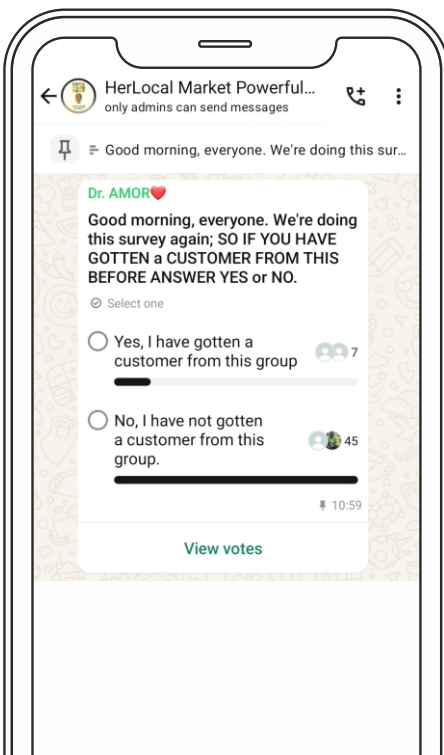 HerLocal Market Powerful...
only admins can send messages
Good morning, everyone. We're doing this sur...
Dr. AMOR❤️
Good morning, everyone. We're doing
this survey again; SO IF YOU HAVE
GOTTEN a CUSTOMER FROM THIS
BEFORE ANSWER YES or NO.
Select one
Yes, I have gotten a
customer from this group
7
No, I have not gotten
a customer from this
group.
45
10:59
View votes